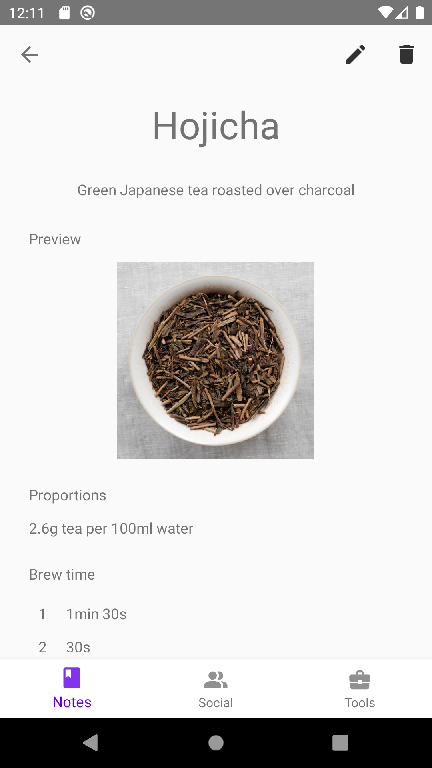 12:11
Hojicha
Green Japanese tea roasted over charcoal
Preview
Proportions
2.6g tea per 100ml water
Brew time
1 1min 30s
2 30s
Notes
Social
Tools